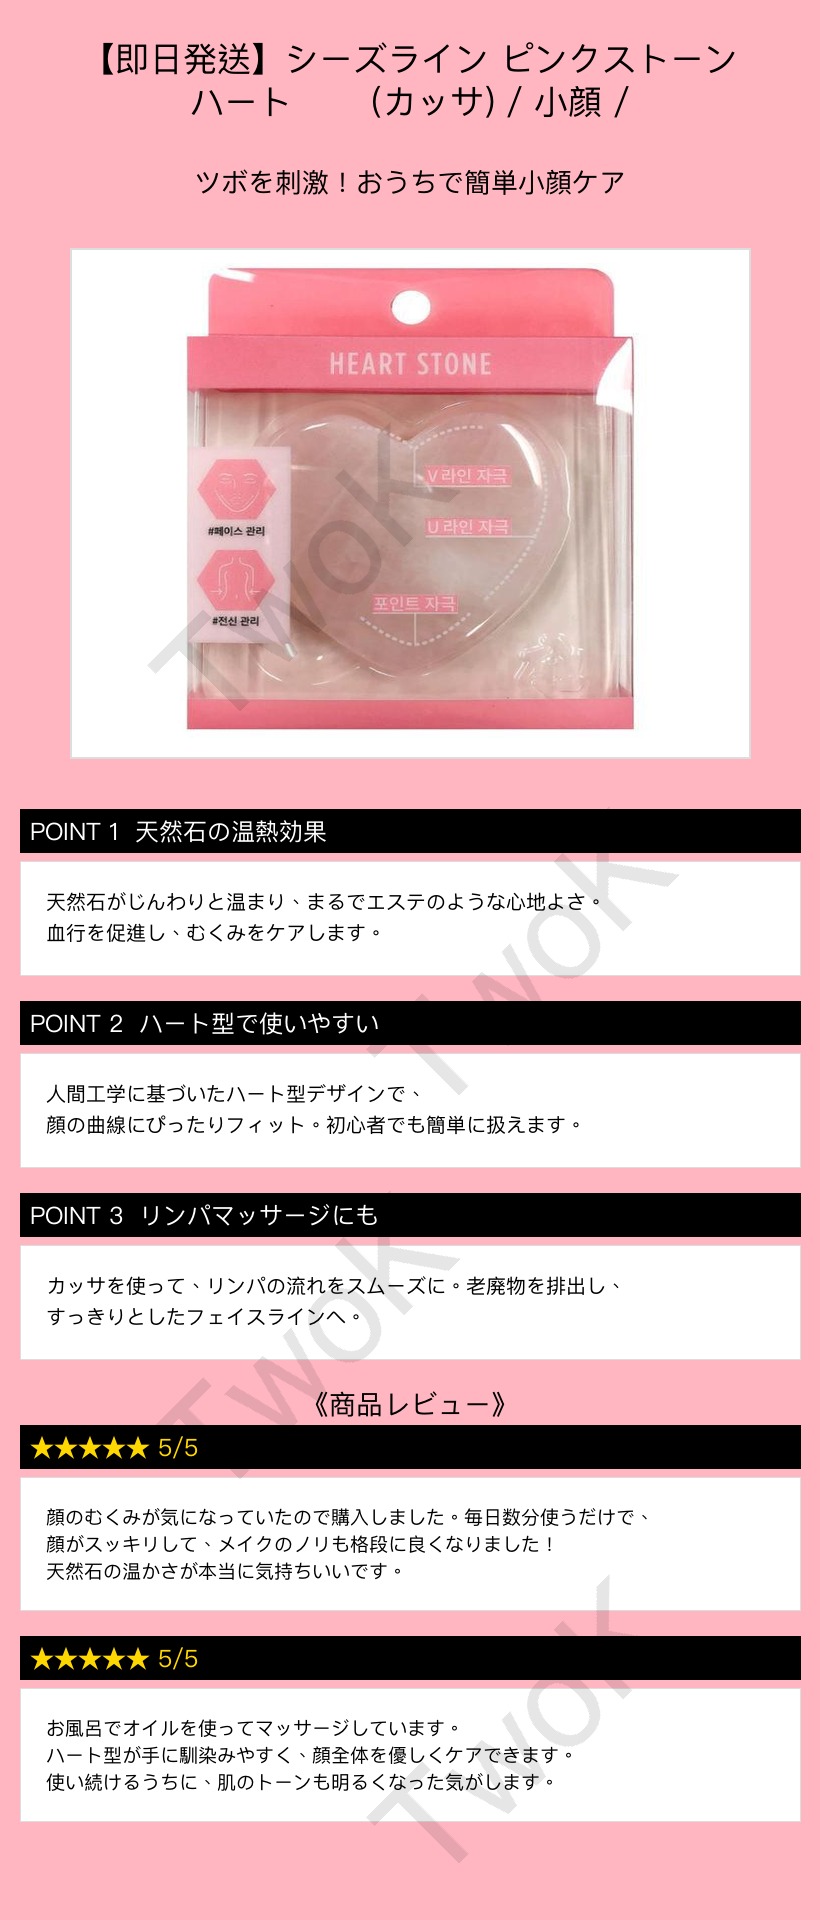 【即日発送】シーズライン ピンクストーン
ハート　　(カッサ) / 小顔 /
ツボを刺激！おうちで簡単小顔ケア
HEART STONE
V 라인 자극
U 라인 자극
#페이스 관리
포인트 자극
#전신 관리
TwoK
POINT 1 天然石の温熱効果
天然石がじんわりと温まり、まるでエステのような心地よさ。
血行を促進し、むくみをケアします。
TwoK
POINT 2 ハート型で使いやすい
人間工学に基づいたハート型デザインで、
顔の曲線にぴったりフィット。初心者でも簡単に扱えます。
POINT 3 リンパマッサージにも
カッサを使って、リンパの流れをスムーズに。老廃物を排出し、
すっきりとしたフェイスラインへ。
TwoK
《商品レビュー》
★★★★★ 5/5
顔のむくみが気になっていたので購入しました。毎日数分使うだけで、
顔がスッキリして、メイクのノリも格段に良くなりました！
天然石の温かさが本当に気持ちいいです。
★★★★★ 5/5
お風呂でオイルを使ってマッサージしています。
ハート型が手に馴染みやすく、顔全体を優しくケアできます。
使い続けるうちに、肌のトーンも明るくなった気がします。
TwoK